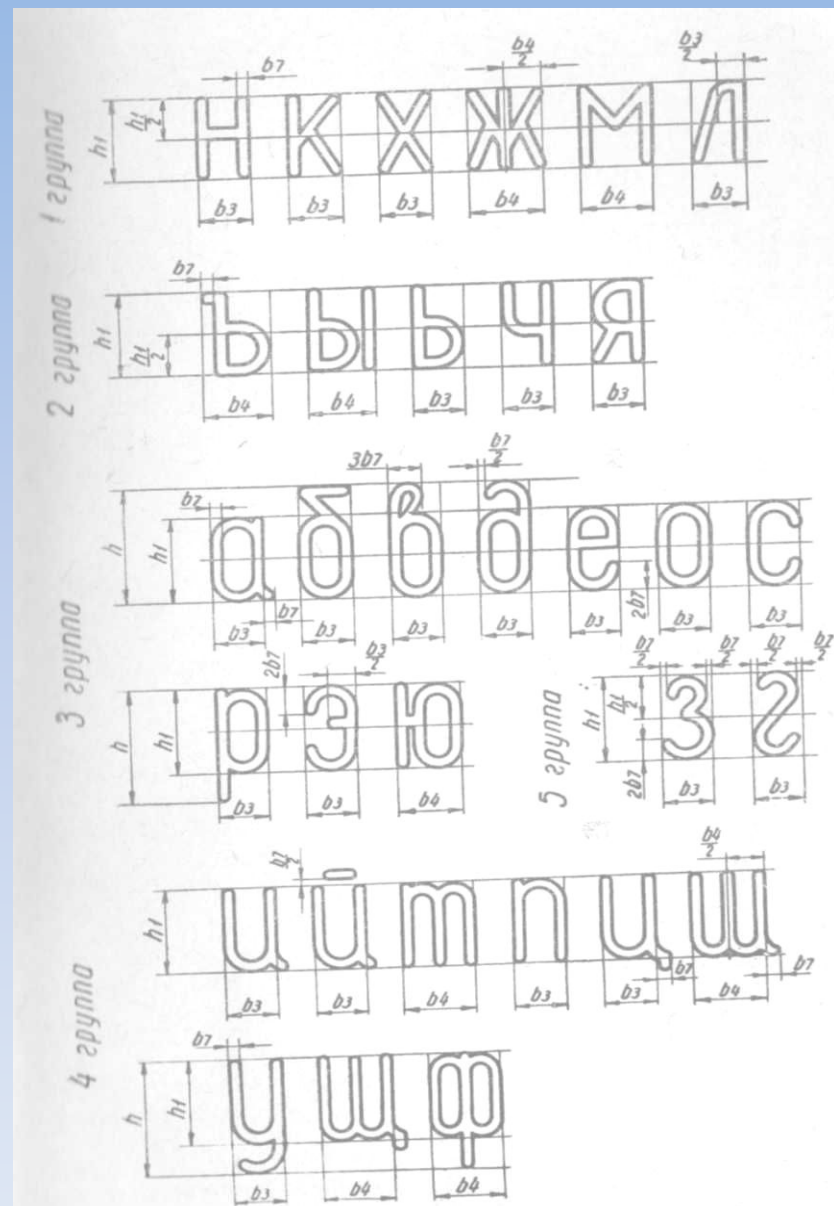 1 группа
b7
b4/2
b3/2
h1
h1/2
н к х ж м л
b3 b3 b3 b4 b4 b3
2 группа
b7
h1
h1/2
ъ ы ь ч я
b4 b4 b3 b3 b3
3 группа
3b7
b7/2
b7
h
h1
а б в д е о с
b7
2b7
b3 b3 b3 b3 b3 b3 b3
2b7
b3/2
h
h1
р э ю
b3 b3 b4
5 группа
b7/2 b7/2 b7/2 b7/2
h1
h1/2
2b7
з г
b3 b3
4 группа
b7/2
b4/2
h1
и й т п ц ш
b7
b7
b3 b3 b4 b3 b3 b4
b7
h
h1
у щ ф
b3 b4 b4